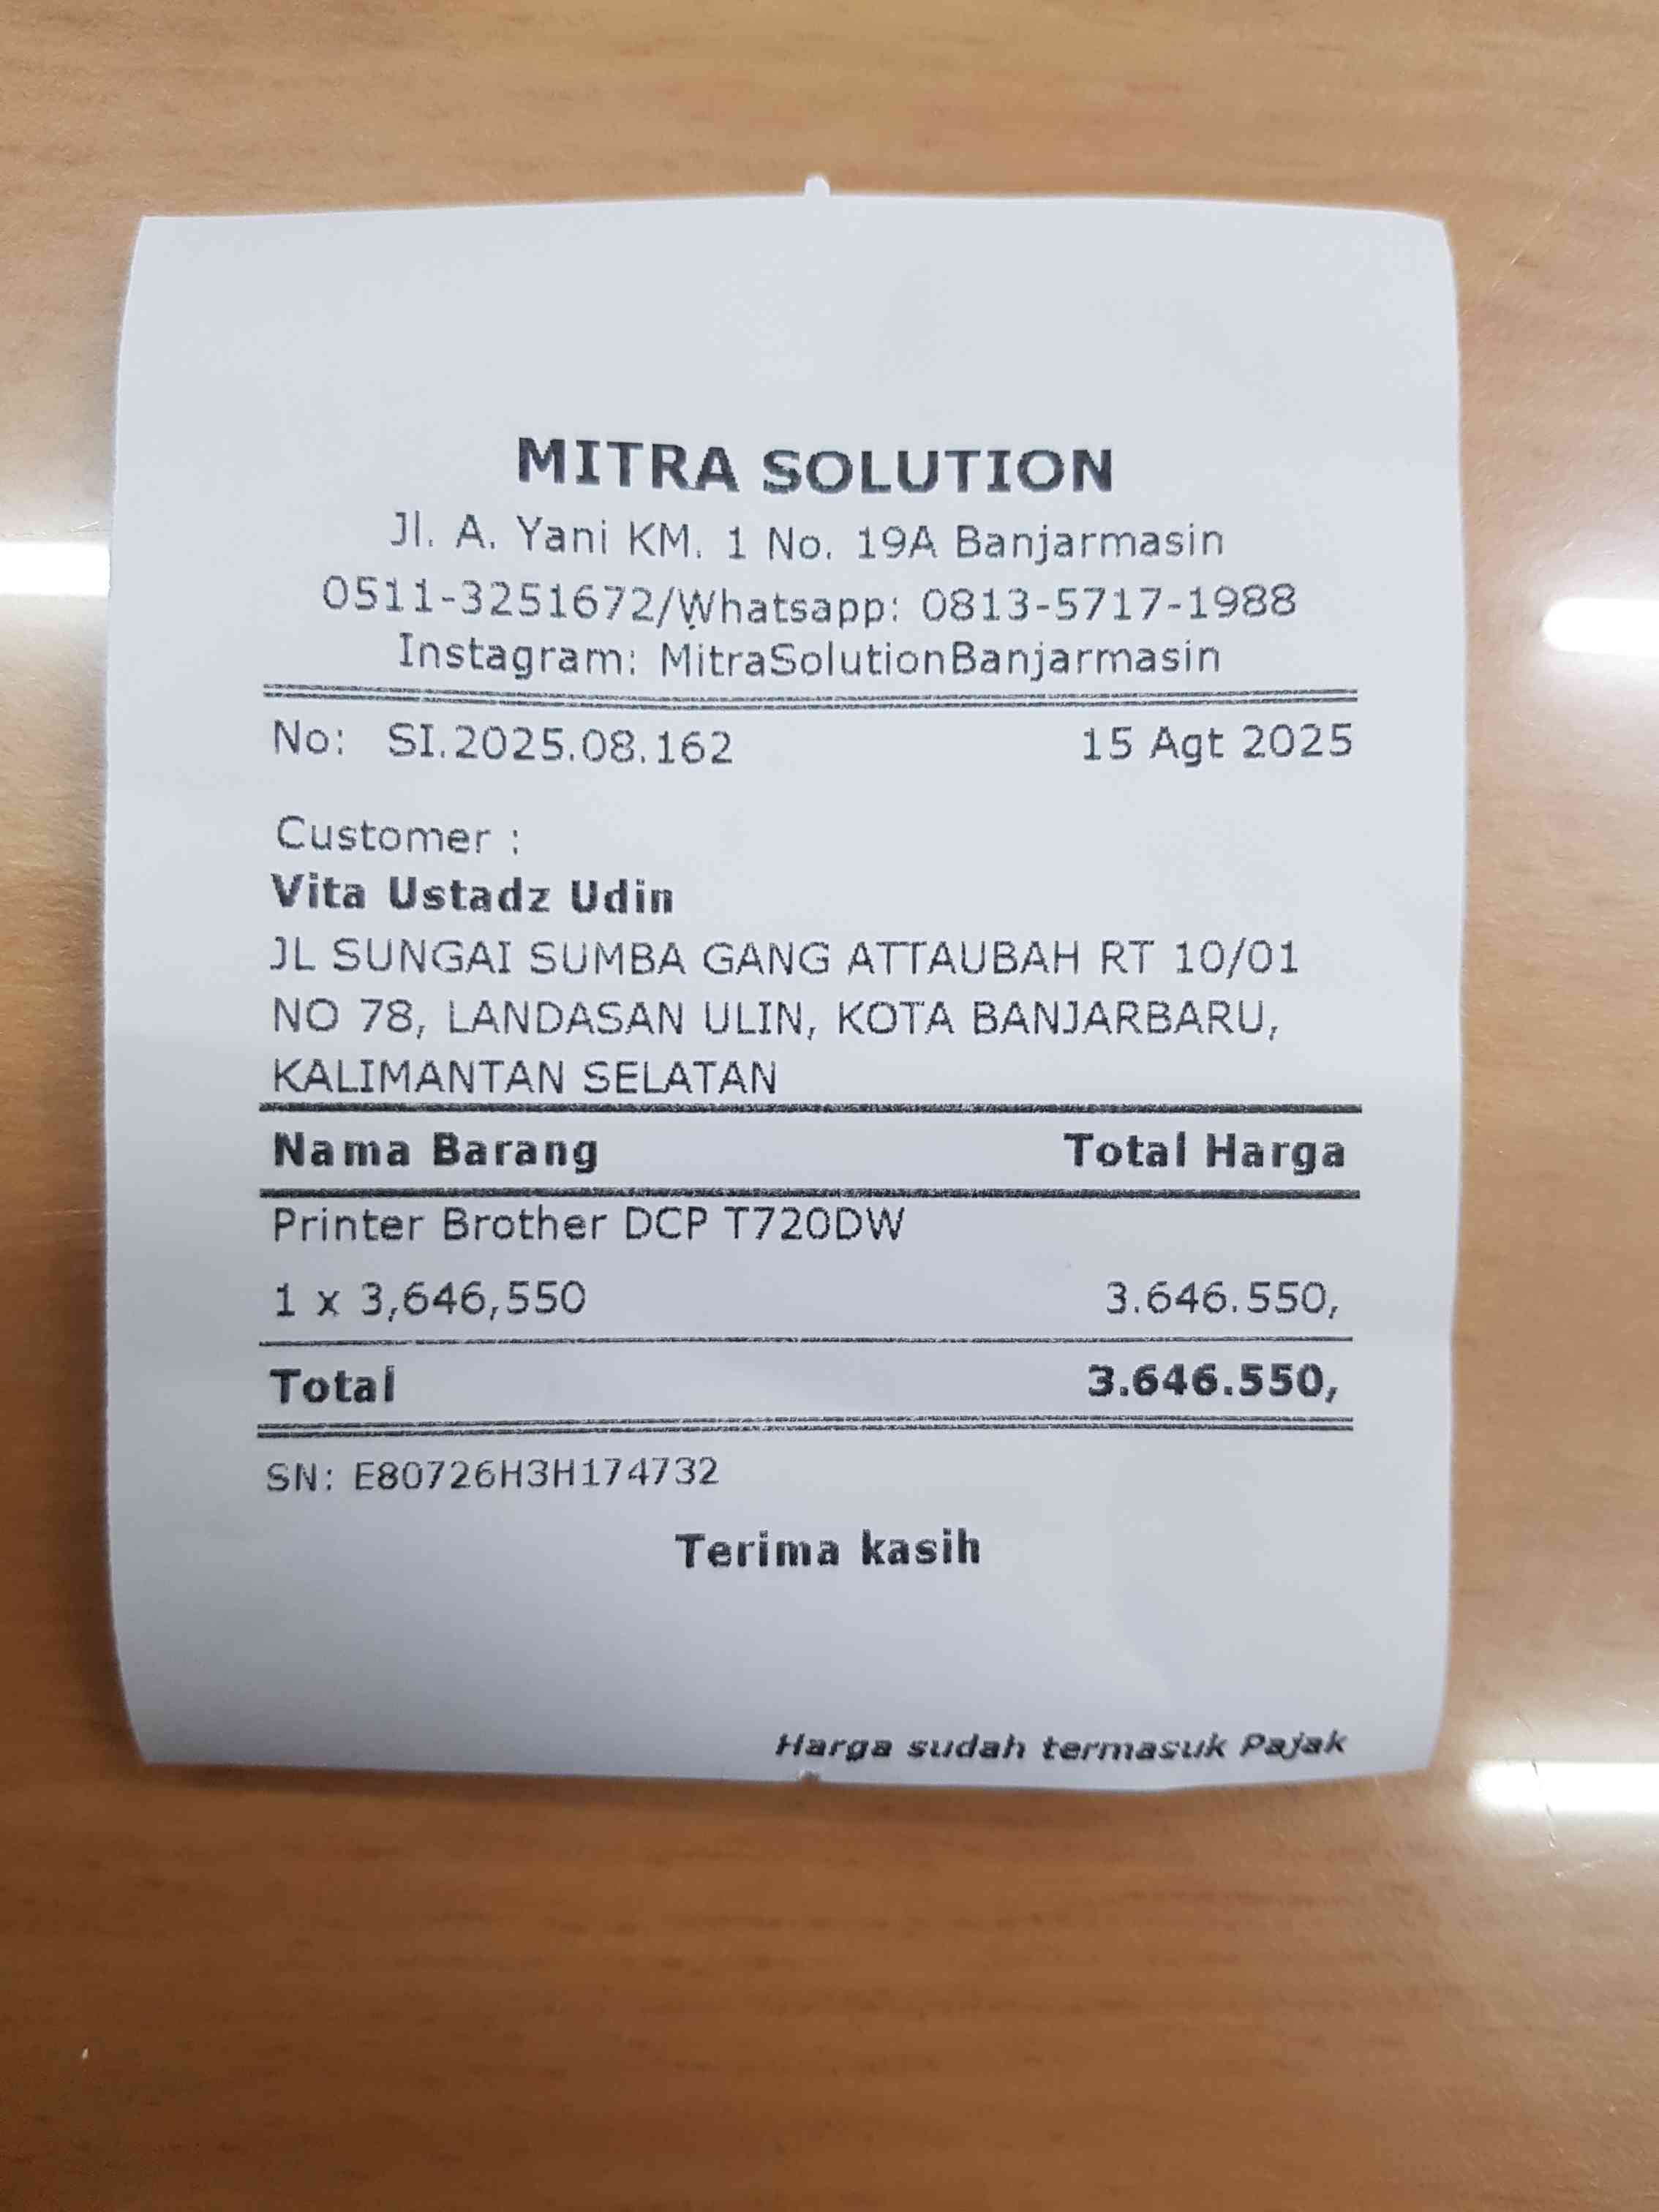 MITRA SOLUTION
Jl. A. Yani KM. 1 No. 19A Banjarmasin
0511-3251672/Whatsapp: 0813-5717-1988
Instagram: MitraSolutionBanjarmasin
No: SI.2025.08.162 15 Agt 2025
Customer :
Vita Ustadz Udin
JL SUNGAI SUMBA GANG ATTAUBAH RT 10/01
NO 78, LANDASAN ULIN, KOTA BANJARBARU,
KALIMANTAN SELATAN
Nama Barang Total Harga
Printer Brother DCP T720DW
1 x 3,646,550 3.646.550,
Total 3.646.550,
SN: E80726H3H174732
Terima kasih
Harga sudah termasuk Pajak